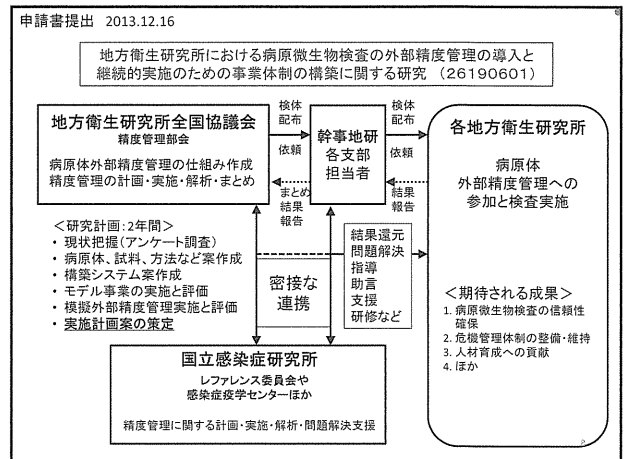 申請書提出 2013.12.16
地方衛生研究所における病原微生物検査の外部精度管理の導入と
継続的実施のための事業体制の構築に関する研究 (26190601)
地方衛生研究所全国協議会
精度管理部会
病原体外部精度管理の仕組み作成
精度管理の計画・実施・解析・まとめ
検体
配布
依頼
まとめ
結果
報告
幹事地研
各支部
担当者
検体
配布
依頼
結果
報告
各地方衛生研究所
病原体
外部精度管理への
参加と検査実施
<研究計画:2年間>
・ 現状把握(アンケート調査)
・ 病原体、試料、方法など案作成
・ 構築システム案作成
・ モデル事業の実施と評価
・ 模擬外部精度管理実施と評価
・ 実施計画案の策定
密接な
連携
結果還元
問題解決
指導
助言
支援
研修など
<期待される成果>
1. 病原微生物検査の信頼性
確保
2. 危機管理体制の整備・維持
3. 人材育成への貢献
4. ほか
国立感染症研究所
レファレンス委員会や
感染症疫学センターほか
精度管理に関する計画・実施・解析・問題解決支援